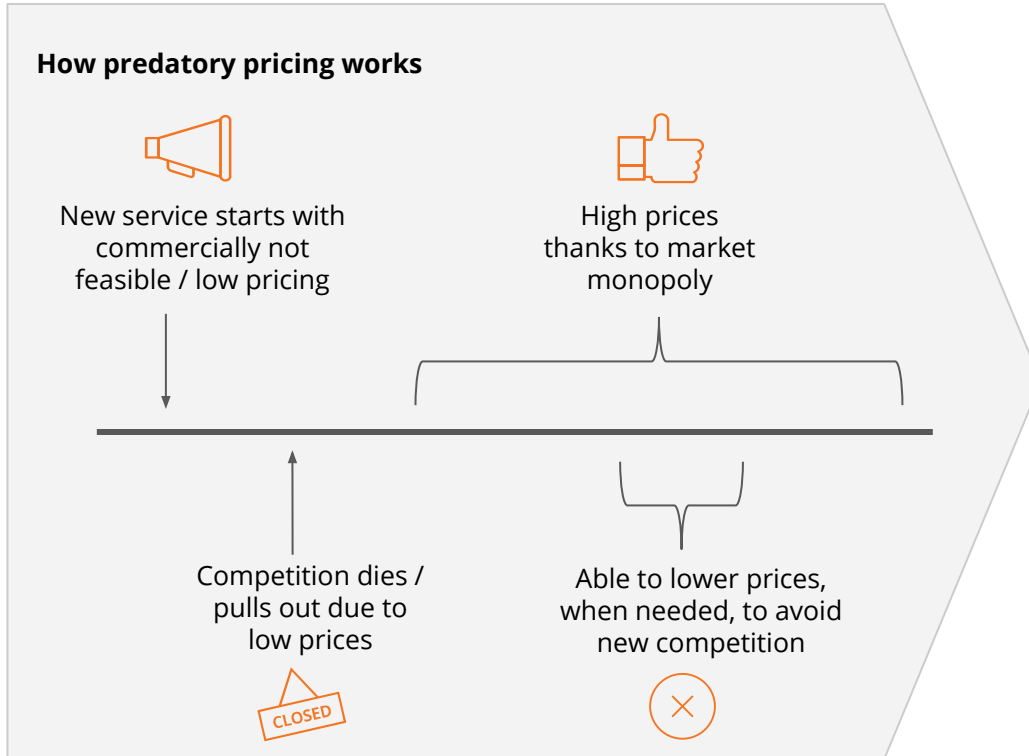 How predatory pricing works
New service starts with
commercially not
feasible / low pricing
High prices
thanks to market
monopoly
Competition dies /
pulls out due to
low prices
CLOSED
Able to lower prices,
when needed, to avoid
new competition